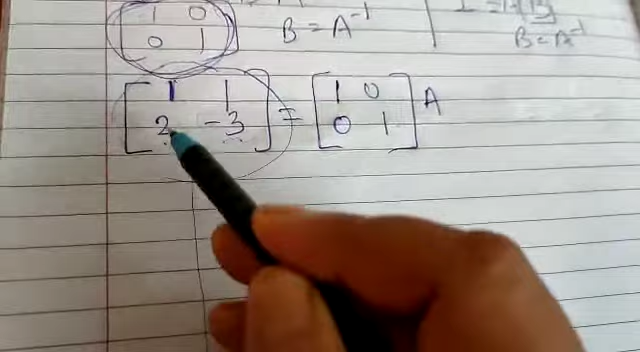 [1 0
0 1] B = A⁻¹
B = A⁻¹
[1 1
2 -3] = [1 0
0 1] A